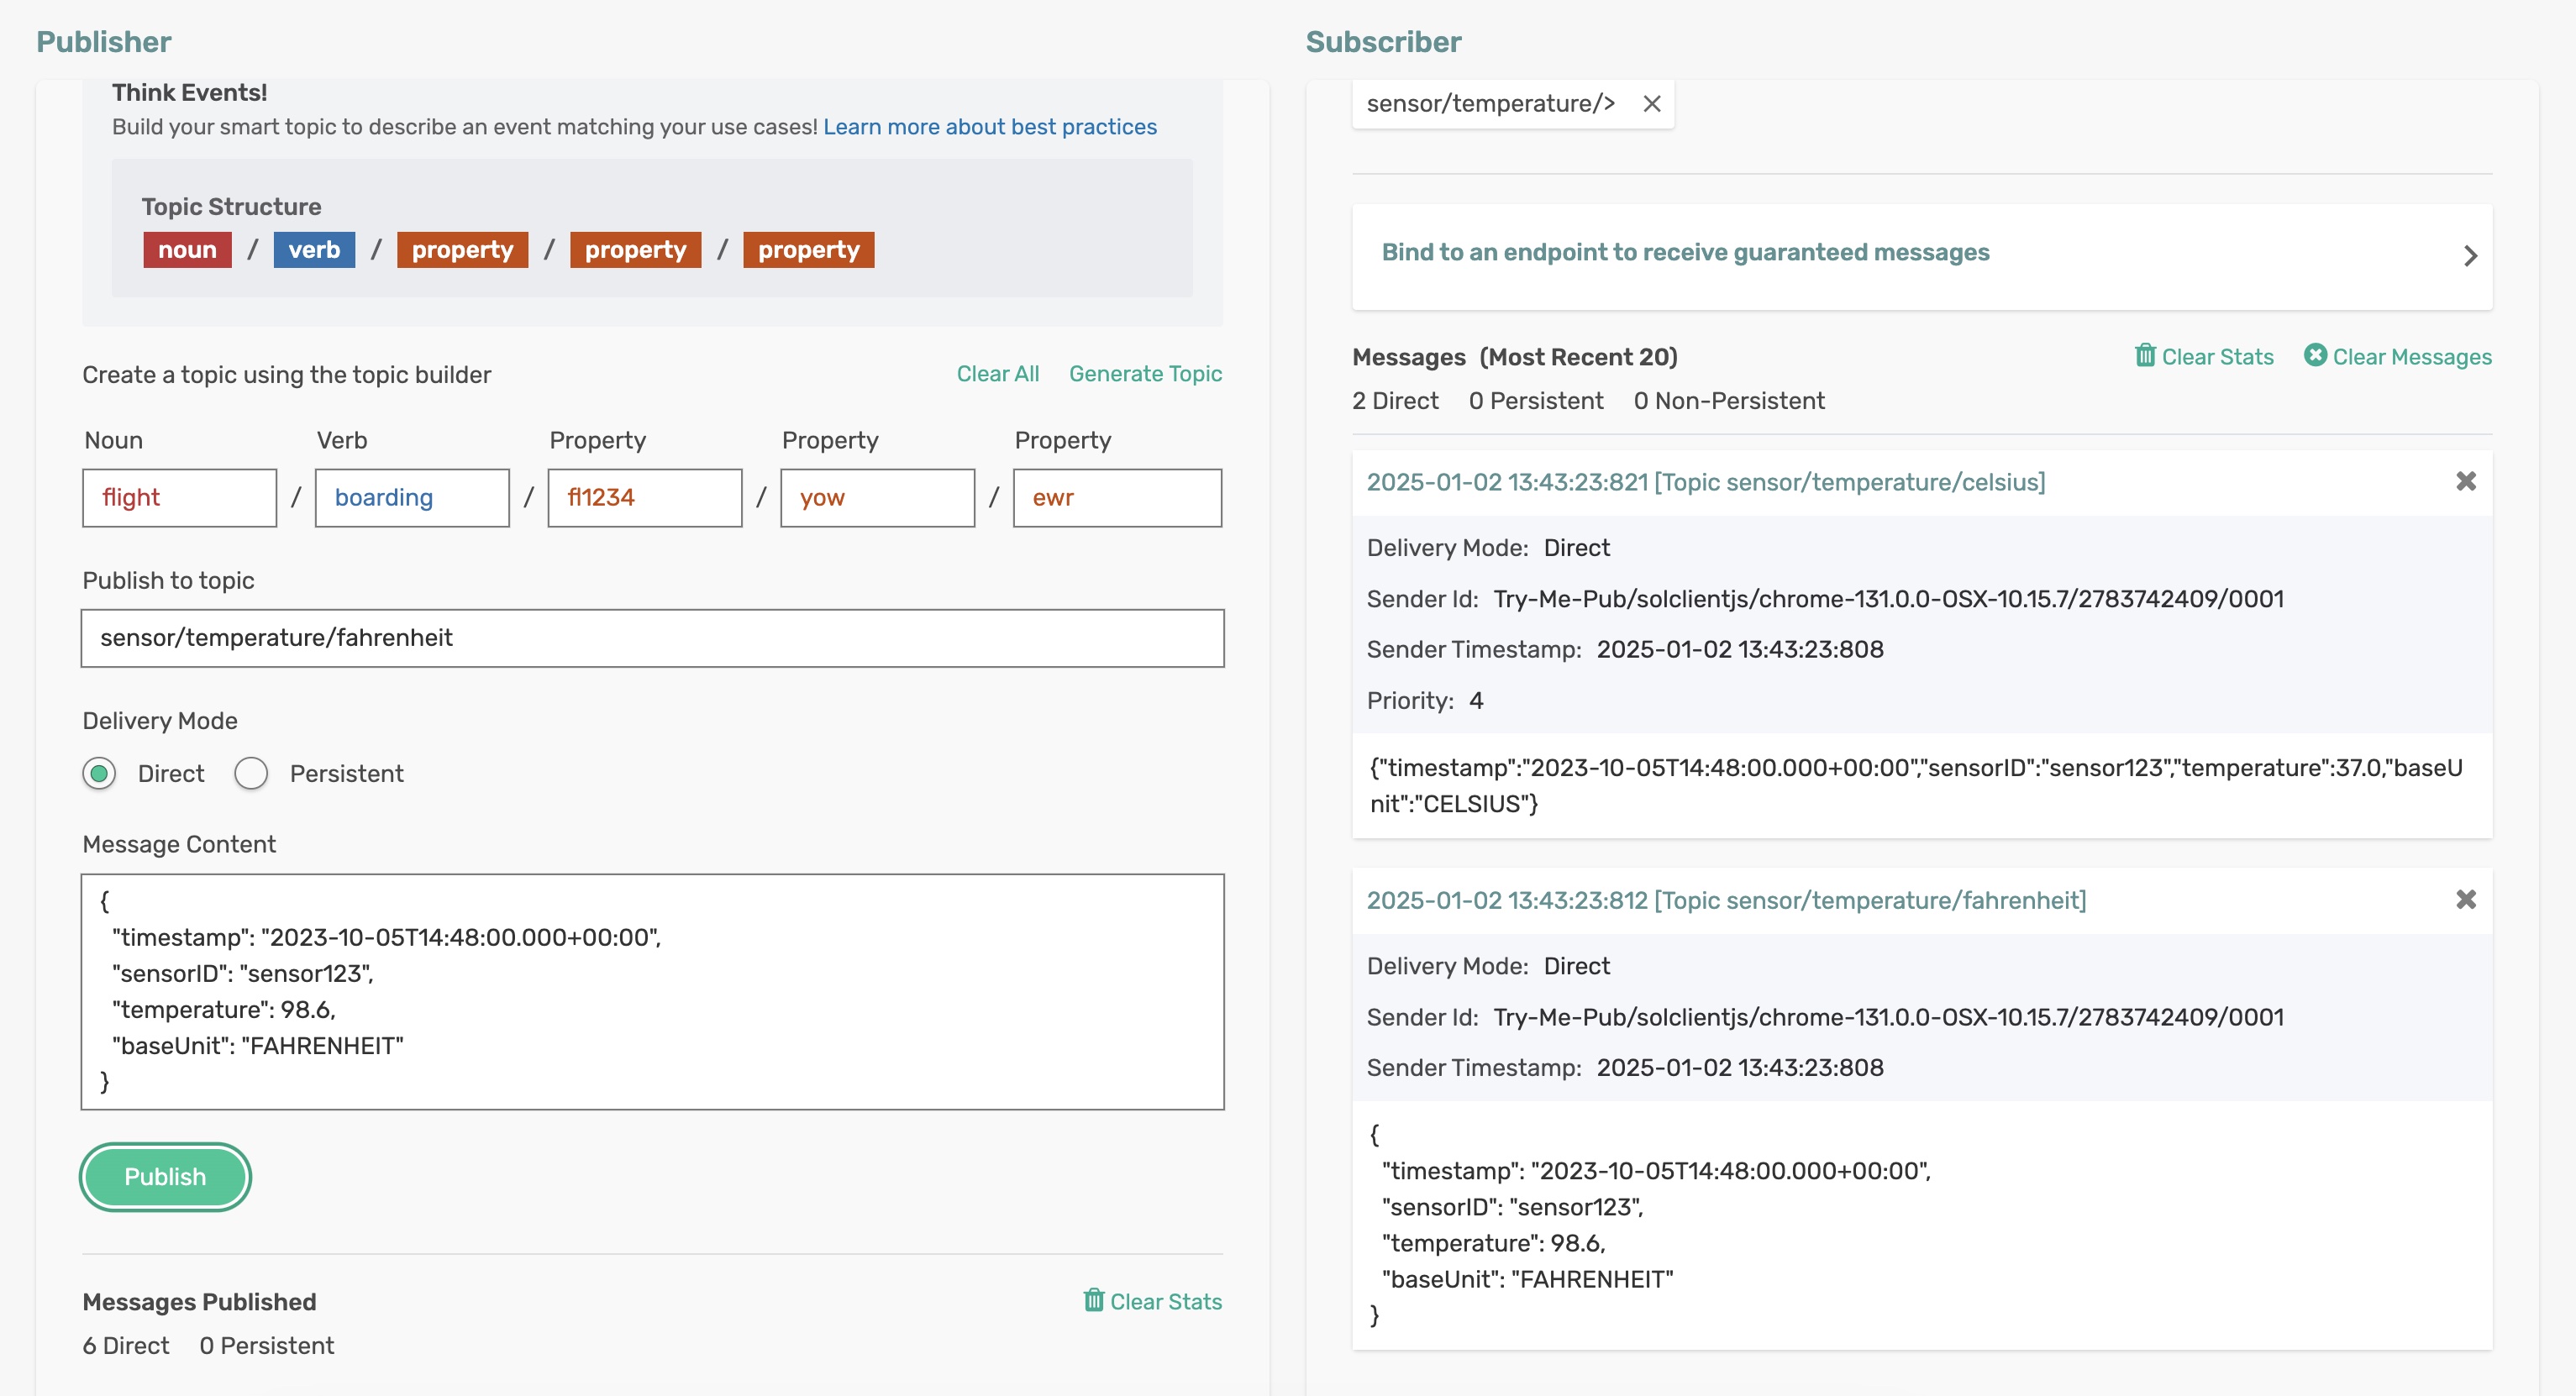 Publisher
Think Events!
Build your smart topic to describe an event matching your use cases! Learn more about best practices
Topic Structure
noun / verb / property / property / property
Create a topic using the topic builder
Clear All Generate Topic
Noun Verb Property Property Property
flight / boarding / fl1234 / yow / ewr
Publish to topic
sensor/temperature/fahrenheit
Delivery Mode
Direct Persistent
Message Content
{
"timestamp": "2023-10-05T14:48:00.000+00:00",
"sensorID": "sensor123",
"temperature": 98.6,
"baseUnit": "FAHRENHEIT"
}
Publish
Messages Published
Clear Stats
6 Direct 0 Persistent
Subscriber
sensor/temperature/>
Bind to an endpoint to receive guaranteed messages
Messages (Most Recent 20)
Clear Stats Clear Messages
2 Direct 0 Persistent 0 Non-Persistent
2025-01-02 13:43:23:821 [Topic sensor/temperature/celsius]
Delivery Mode: Direct
Sender Id: Try-Me-Pub/solclientjs/chrome-131.0.0-OSX-10.15.7/2783742409/0001
Sender Timestamp: 2025-01-02 13:43:23:808
Priority: 4
{"timestamp":"2023-10-05T14:48:00.000+00:00","sensorID":"sensor123","temperature":37.0,"baseU
nit":"CELSIUS"}
2025-01-02 13:43:23:812 [Topic sensor/temperature/fahrenheit]
Delivery Mode: Direct
Sender Id: Try-Me-Pub/solclientjs/chrome-131.0.0-OSX-10.15.7/2783742409/0001
Sender Timestamp: 2025-01-02 13:43:23:808
{
"timestamp": "2023-10-05T14:48:00.000+00:00",
"sensorID": "sensor123",
"temperature": 98.6,
"baseUnit": "FAHRENHEIT"
}